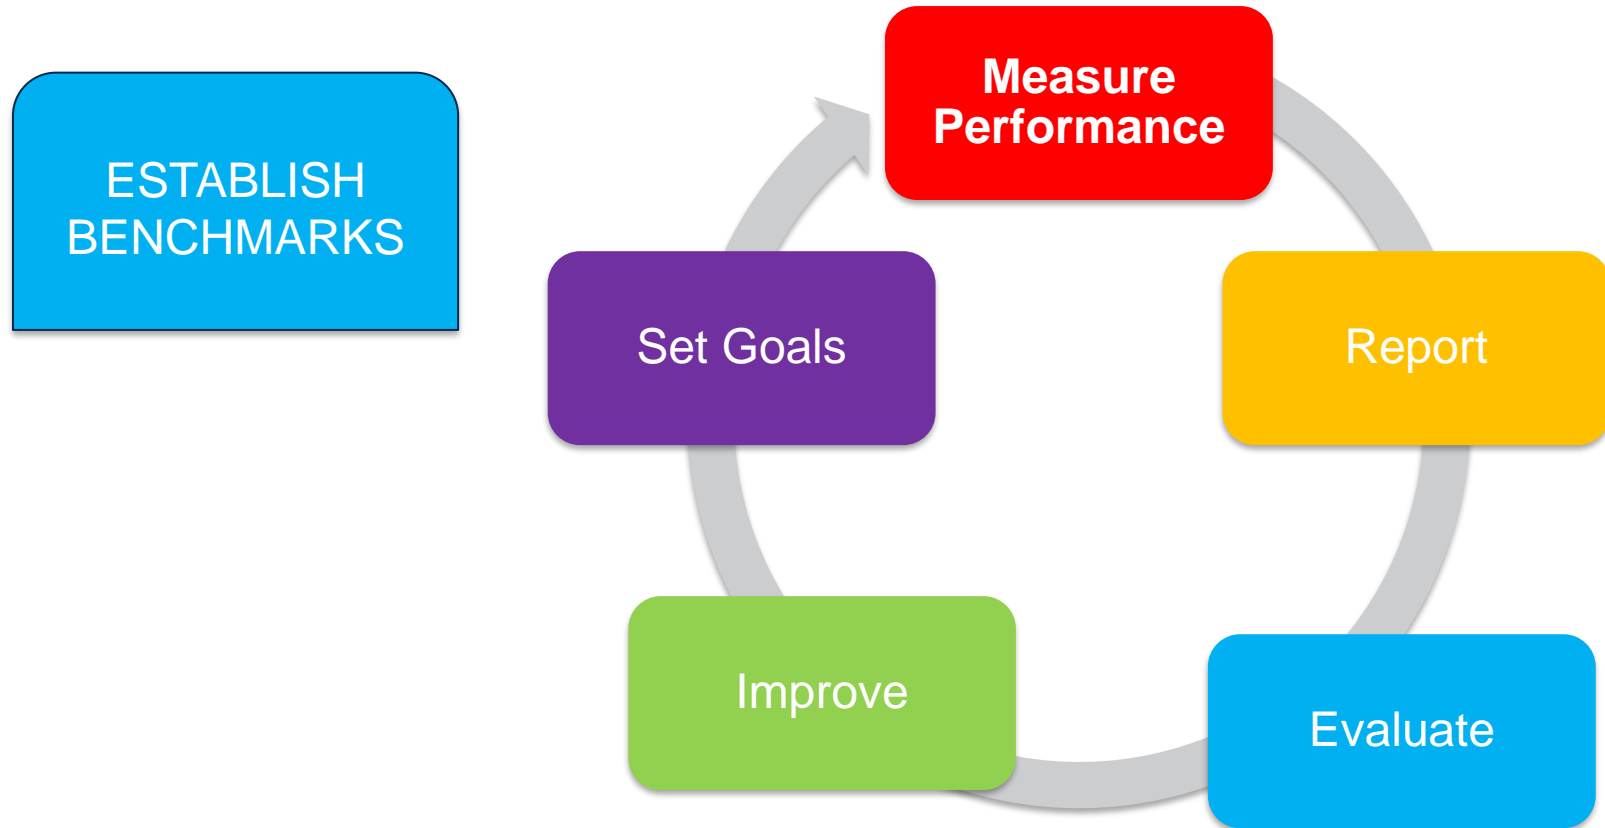 ESTABLISH
BENCHMARKS
Measure
Performance
Report
Evaluate
Improve
Set Goals